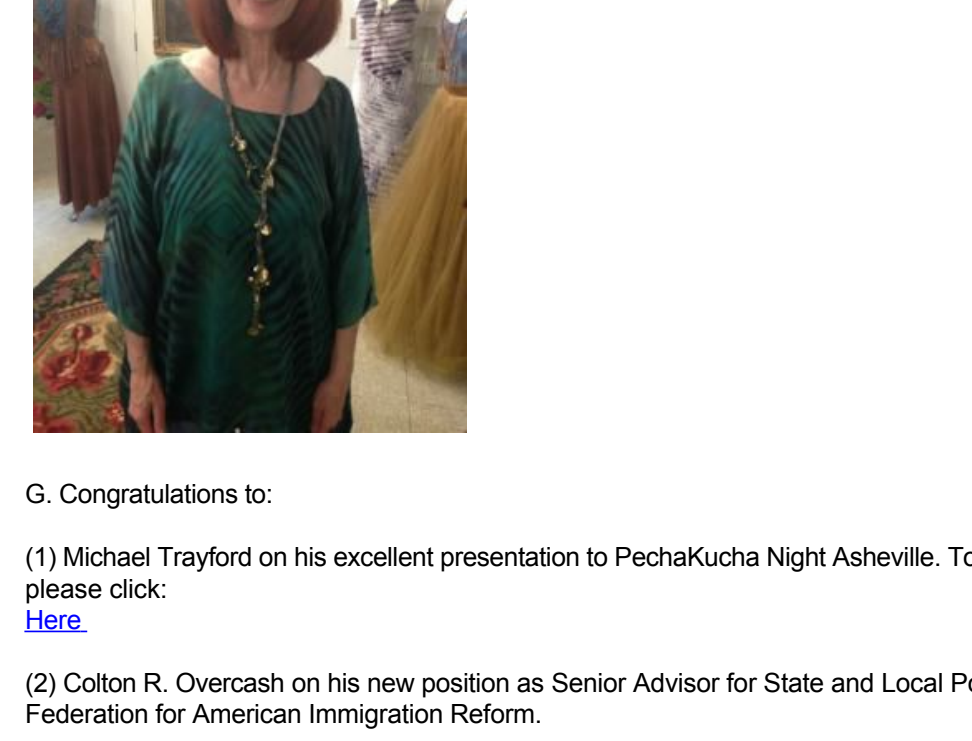 G. Congratulations to:
(1) Michael Trayford on his excellent presentation to PechaKucha Night Asheville. To
please click:
Here
(2) Colton R. Overcash on his new position as Senior Advisor for State and Local
Federation for American Immigration Reform.